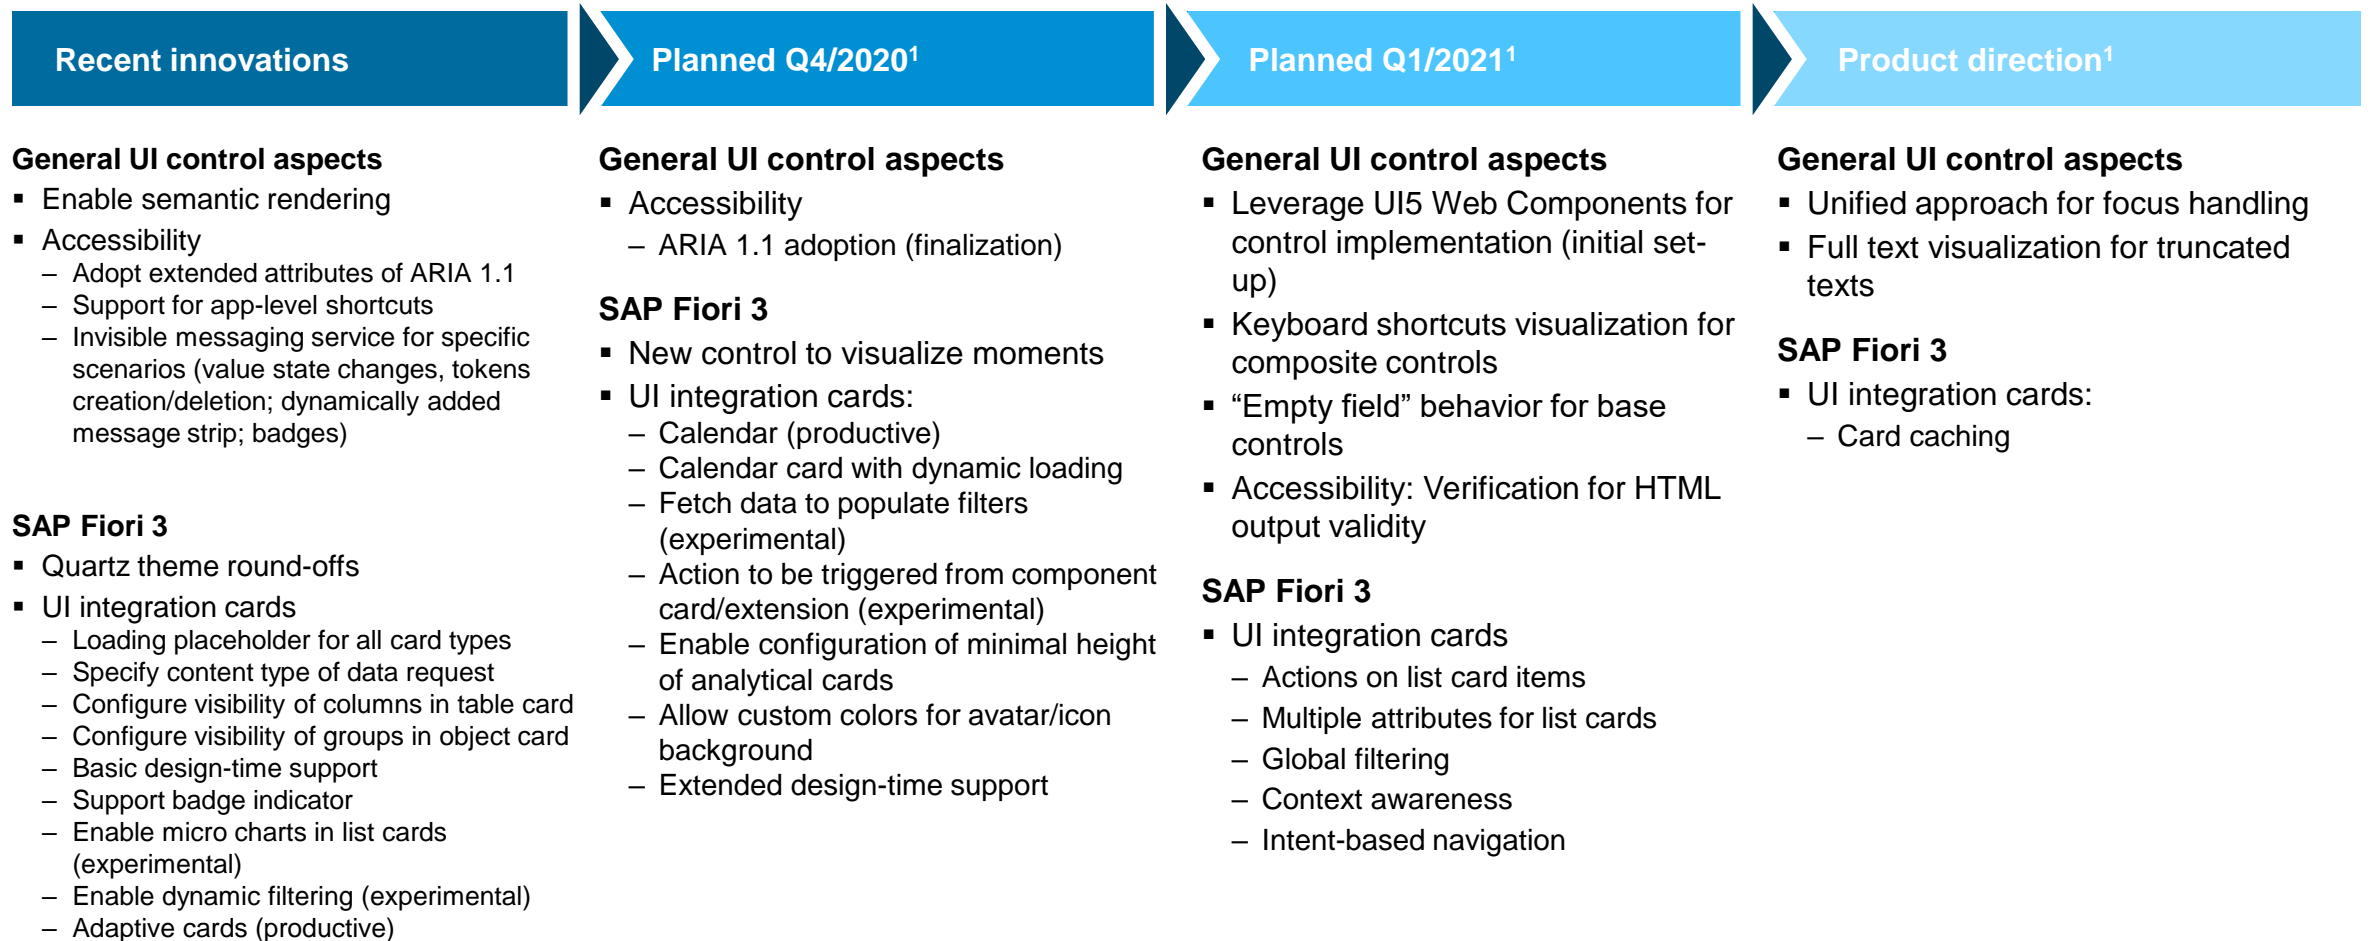 Recent innovations
Planned Q4/2020¹
Planned Q1/2021¹
Product direction¹
General UI control aspects
▪ Enable semantic rendering
▪ Accessibility
– Adopt extended attributes of ARIA 1.1
– Support for app-level shortcuts
– Invisible messaging service for specific
scenarios (value state changes, tokens
creation/deletion; dynamically added
message strip; badges)
SAP Fiori 3
▪ Quartz theme round-offs
▪ UI integration cards
– Loading placeholder for all card types
– Specify content type of data request
– Configure visibility of columns in table card
– Configure visibility of groups in object card
– Basic design-time support
– Support badge indicator
– Enable micro charts in list cards
(experimental)
– Enable dynamic filtering (experimental)
– Adaptive cards (productive)
General UI control aspects
▪ Accessibility
– ARIA 1.1 adoption (finalization)
SAP Fiori 3
▪ New control to visualize moments
▪ UI integration cards:
– Calendar (productive)
– Calendar card with dynamic loading
– Fetch data to populate filters
(experimental)
– Action to be triggered from component
card/extension (experimental)
– Enable configuration of minimal height
of analytical cards
– Allow custom colors for avatar/icon
background
– Extended design-time support
General UI control aspects
▪ Leverage UI5 Web Components for
control implementation (initial set-
up)
▪ Keyboard shortcuts visualization for
composite controls
▪ “Empty field” behavior for base
controls
▪ Accessibility: Verification for HTML
output validity
SAP Fiori 3
▪ UI integration cards
– Actions on list card items
– Multiple attributes for list cards
– Global filtering
– Context awareness
– Intent-based navigation
General UI control aspects
▪ Unified approach for focus handling
▪ Full text visualization for truncated
texts
SAP Fiori 3
▪ UI integration cards:
– Card caching